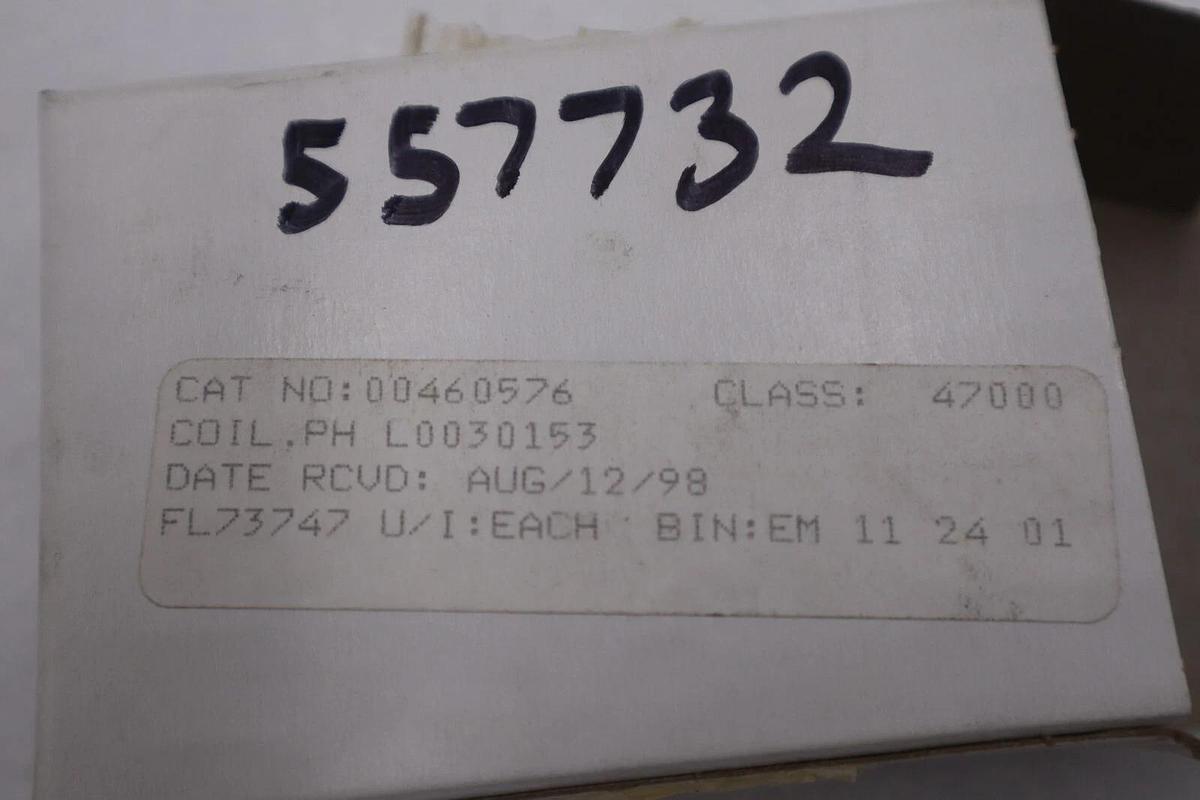 557732
CAT NO:00460576 CLASS: 47000
COIL.PH L0030153
DATE RCVD: AUG/12/98
FL73747 U/I:EACH BIN:EM 11 24 01